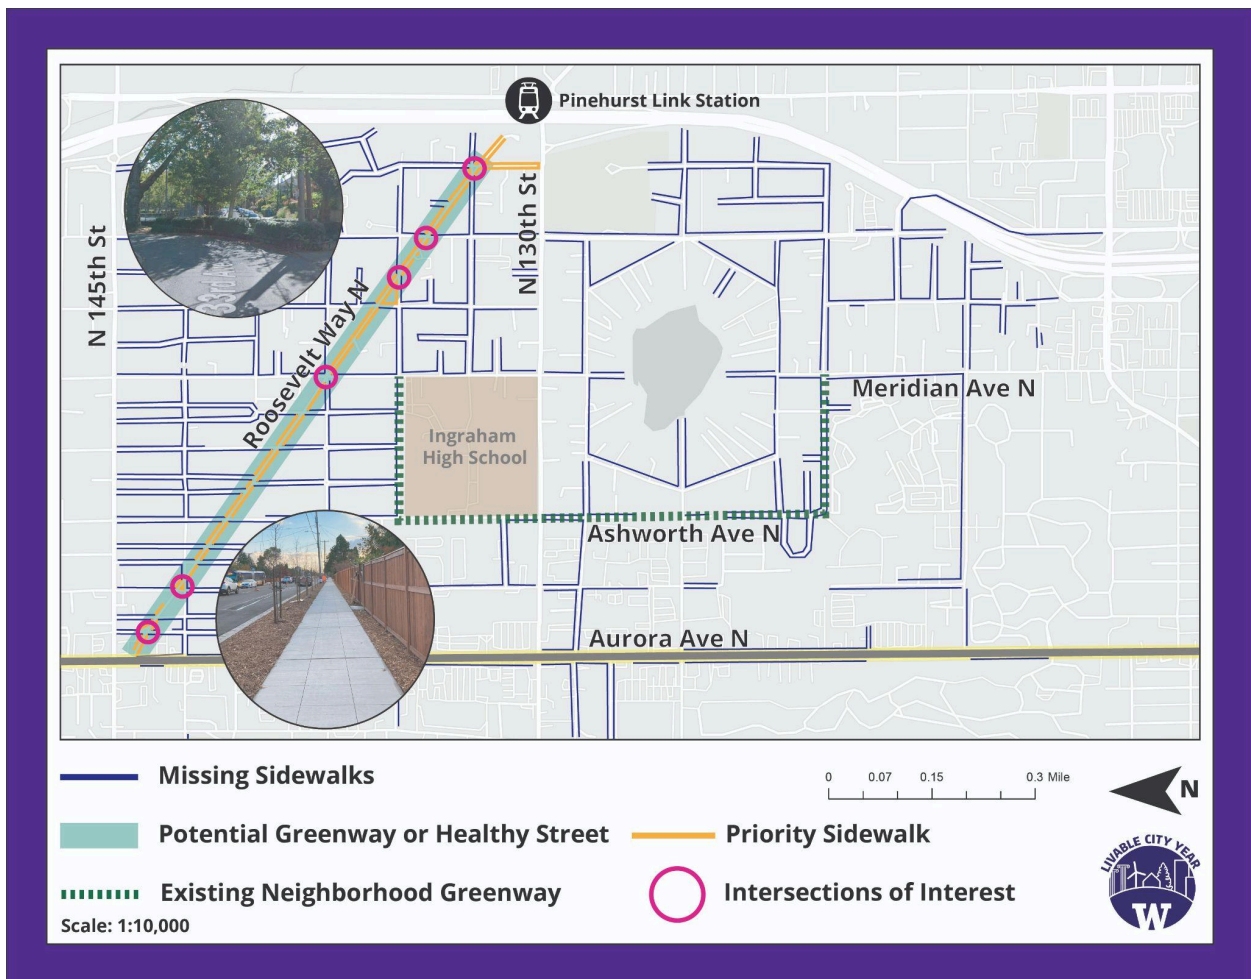 Pinehurst Link Station
N 145th St
N 130th St
Roosevelt Way N
Meridian Ave N
Ingraham
High School
Ashworth Ave N
Aurora Ave N
33rd A
Missing Sidewalks
0 0.07 0.15 0.3 Mile
N
Potential Greenway or Healthy Street
Priority Sidewalk
Existing Neighborhood Greenway
Intersections of Interest
Scale: 1:10,000
LIVABLE CITY YEAR
W